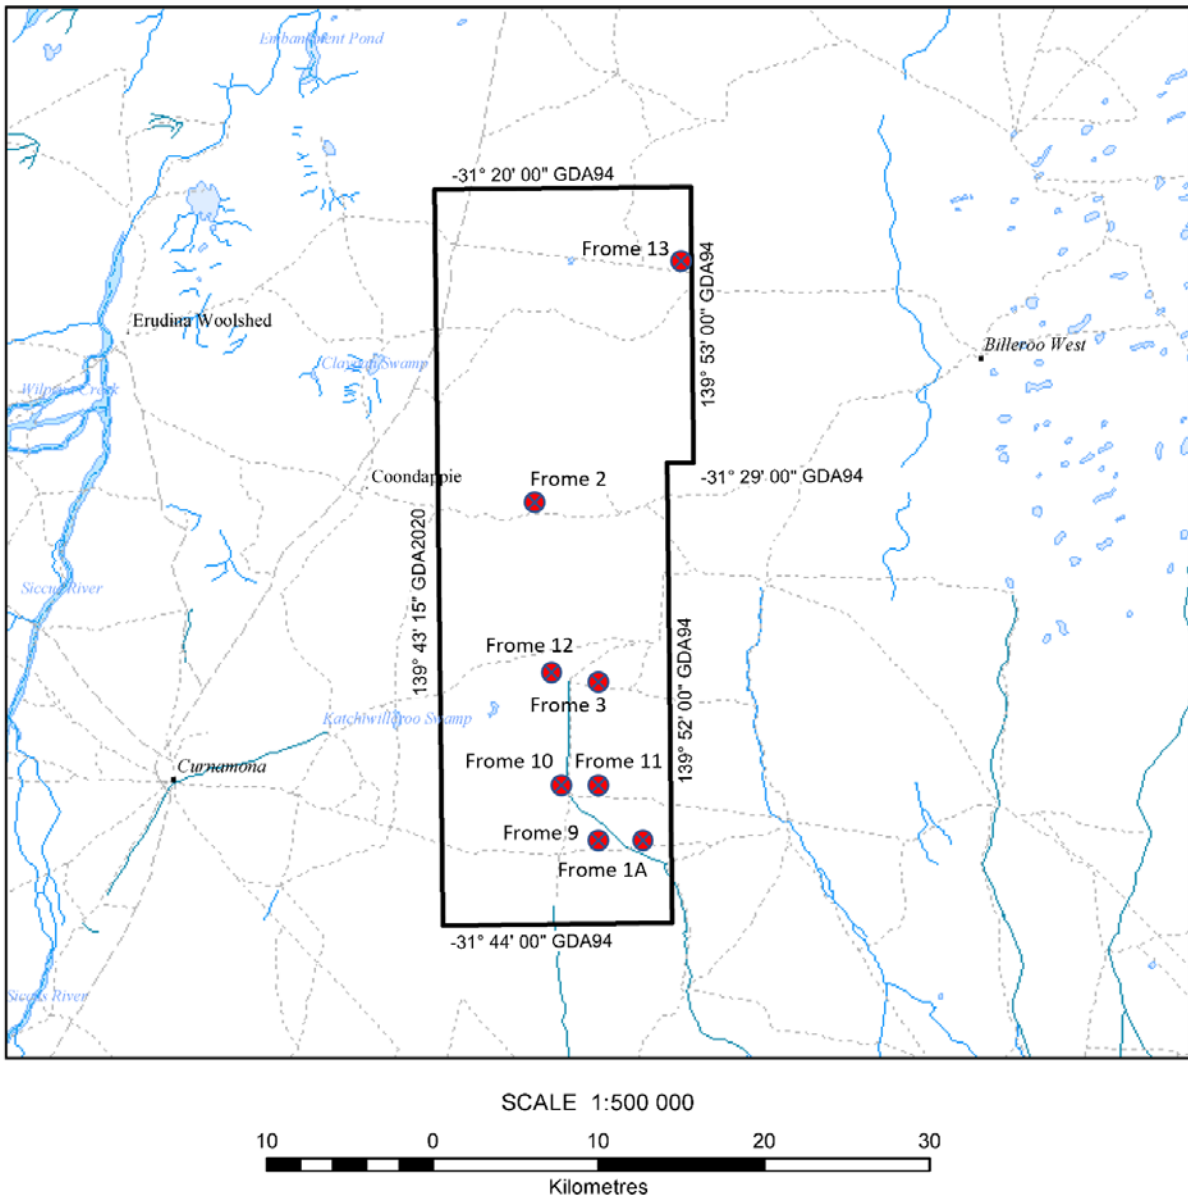 Embankment Pond
-31° 20' 00" GDA94
Frome 13
139° 53' 00" GDA94
Erudina Woolshed
Billeroo West
Clayton Swamp
Wilpena Creek
Coondappie
Frome 2
-31° 29' 00" GDA94
139° 43' 15" GDA2020
Siccus River
Frome 12
139° 52' 00" GDA94
Frome 3
Katchiwilleroo Swamp
Frome 10
Frome 11
Curnamona
Frome 9
Frome 1A
-31° 44' 00" GDA94
Siccus River
SCALE 1:500 000
10 0 10 20 30
Kilometres